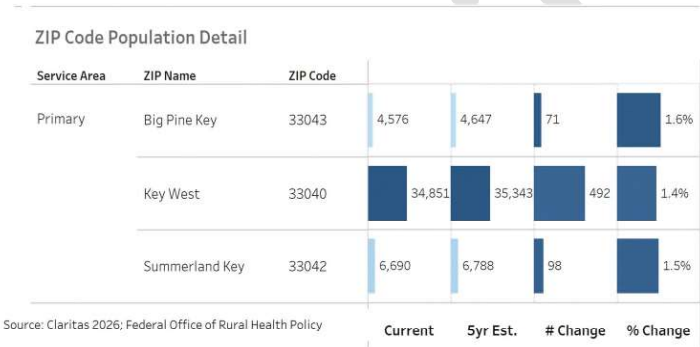 ZIP Code Population Detail
Service Area ZIP Name ZIP Code
Primary Big Pine Key 33043 4,576 4,647 71 1.6%
Key West 33040 34,851 35,343 492 1.4%
Summerland Key 33042 6,690 6,788 98 1.5%
Source: Claritas 2026; Federal Office of Rural Health Policy
Current 5yr Est. # Change % Change